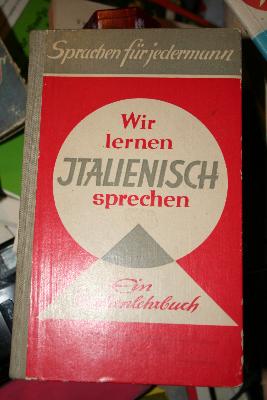 Sprachen für jedermann
Wir
lernen
ITALIENISCH
sprechen
Ein